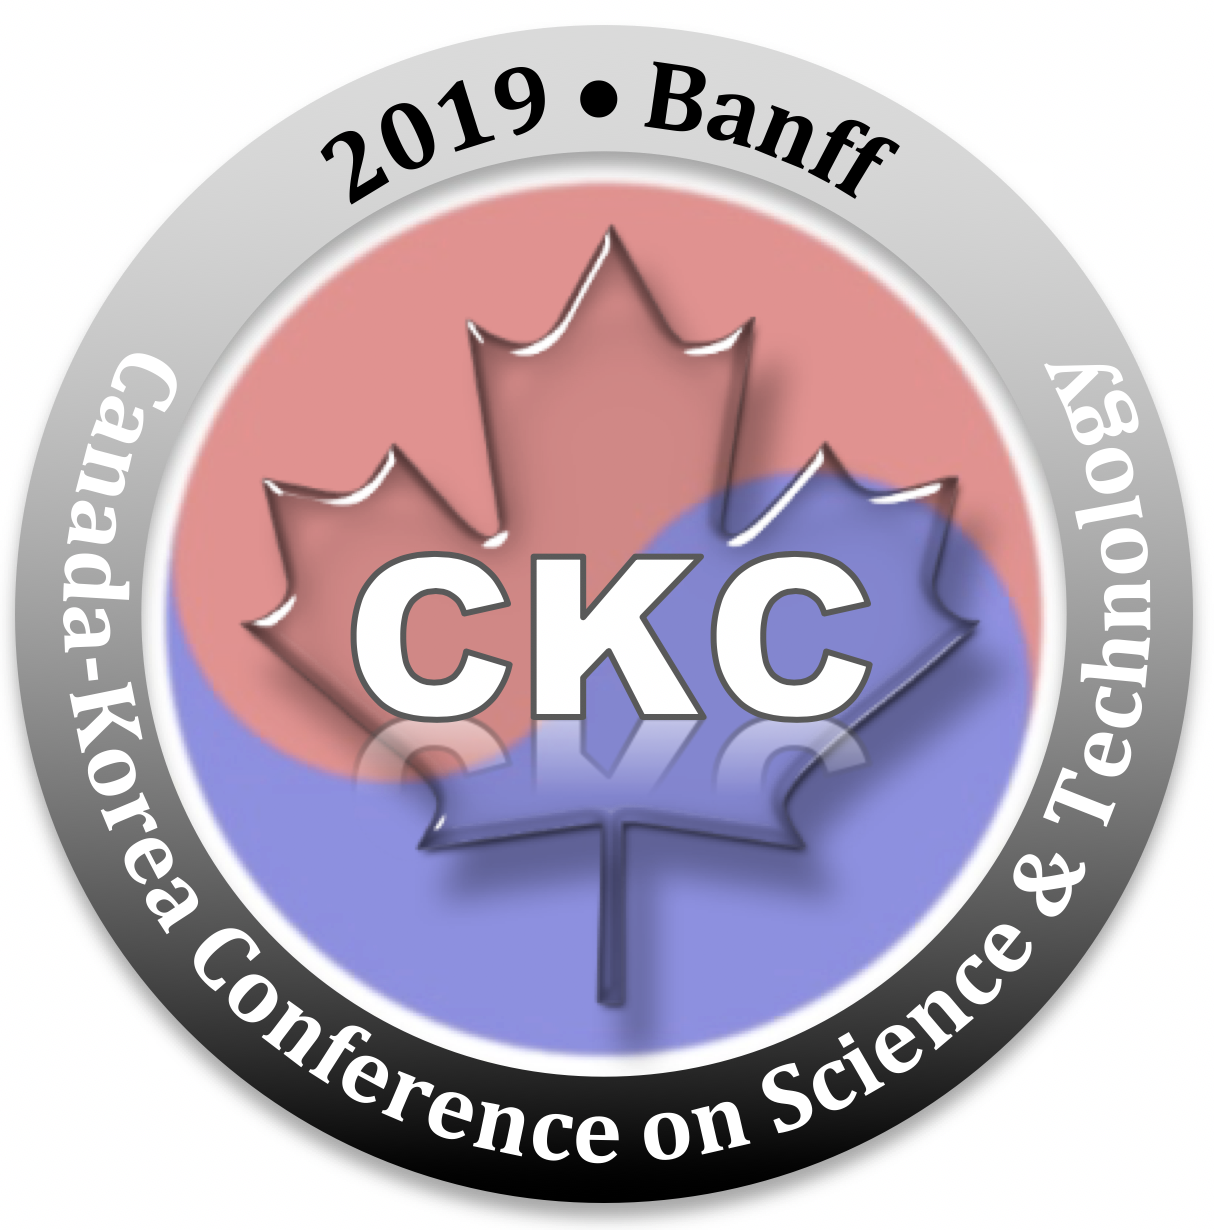 2019 • Banff
CKC
Canada-Korea Conference on Science & Technology